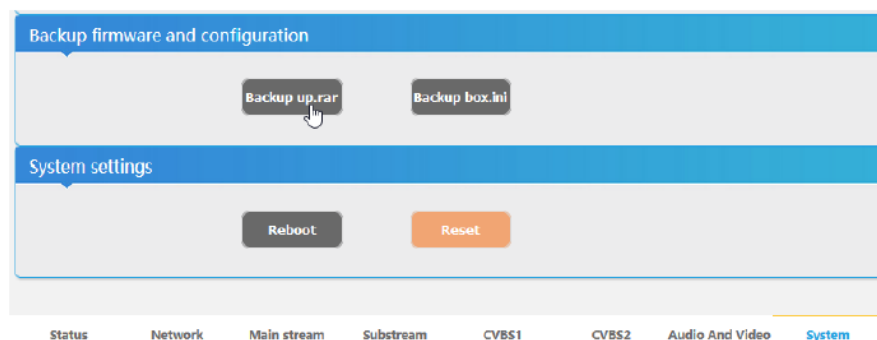 Backup firmware and configuration
Backup up.rar Backup box.ini
System settings
Reboot Reset
Status Network Main stream Substream CVBS1 CVBS2 Audio And Video System